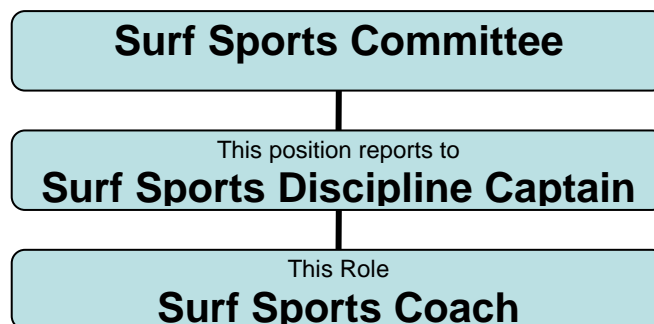 Surf Sports Committee
This position reports to
Surf Sports Discipline Captain
This Role
Surf Sports Coach